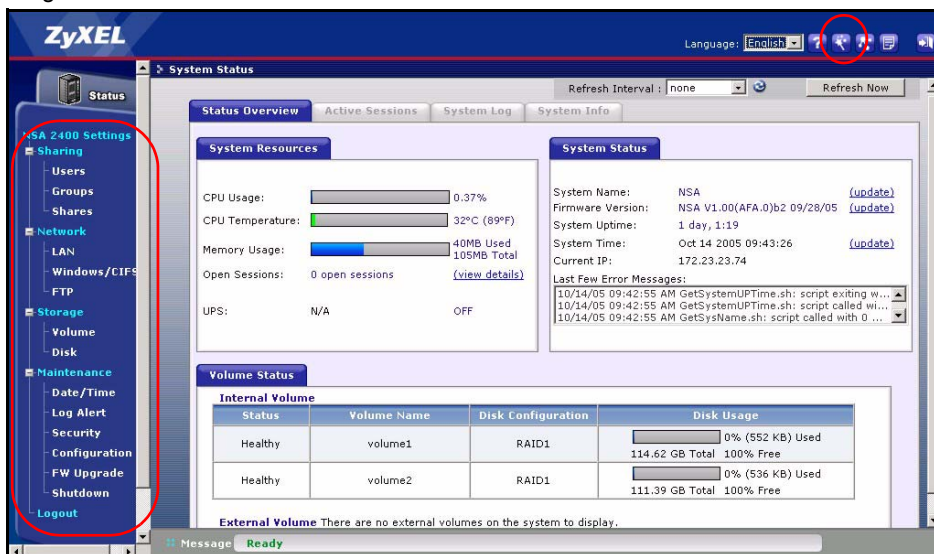 ZyXEL
Language: English
Status
System Status
Refresh Interval : none Refresh Now
Status Overview Active Sessions System Log System Info
NSA 2400 Settings
Sharing
Users
Groups
Shares
Network
LAN
Windows/CIFS
FTP
Storage
Volume
Disk
Maintenance
Date/Time
Log Alert
Security
Configuration
FW Upgrade
Shutdown
Logout
System Resources
CPU Usage: 0.37%
CPU Temperature: 32°C (89°F)
Memory Usage: 40MB Used
105MB Total
Open Sessions: 0 open sessions (view details)
UPS: N/A OFF
System Status
System Name: NSA (update)
Firmware Version: NSA V1.00(AFA.0)b2 09/28/05 (update)
System Uptime: 1 day, 1:19
System Time: Oct 14 2005 09:43:26 (update)
Current IP: 172.23.23.74
Last Few Error Messages:
10/14/05 09:42:55 AM GetSystemUPTime.sh: script exiting w...
10/14/05 09:42:55 AM GetSystemUPTime.sh: script called wi...
10/14/05 09:42:55 AM GetSysName.sh: script called with 0 ...
Volume Status
Internal Volume
Status Volume Name Disk Configuration Disk Usage
Healthy volume1 RAID1 0% (552 KB) Used
114.62 GB Total 100% Free
Healthy volume2 RAID1 0% (536 KB) Used
111.39 GB Total 100% Free
External Volume There are no external volumes on the system to display.
Message Ready